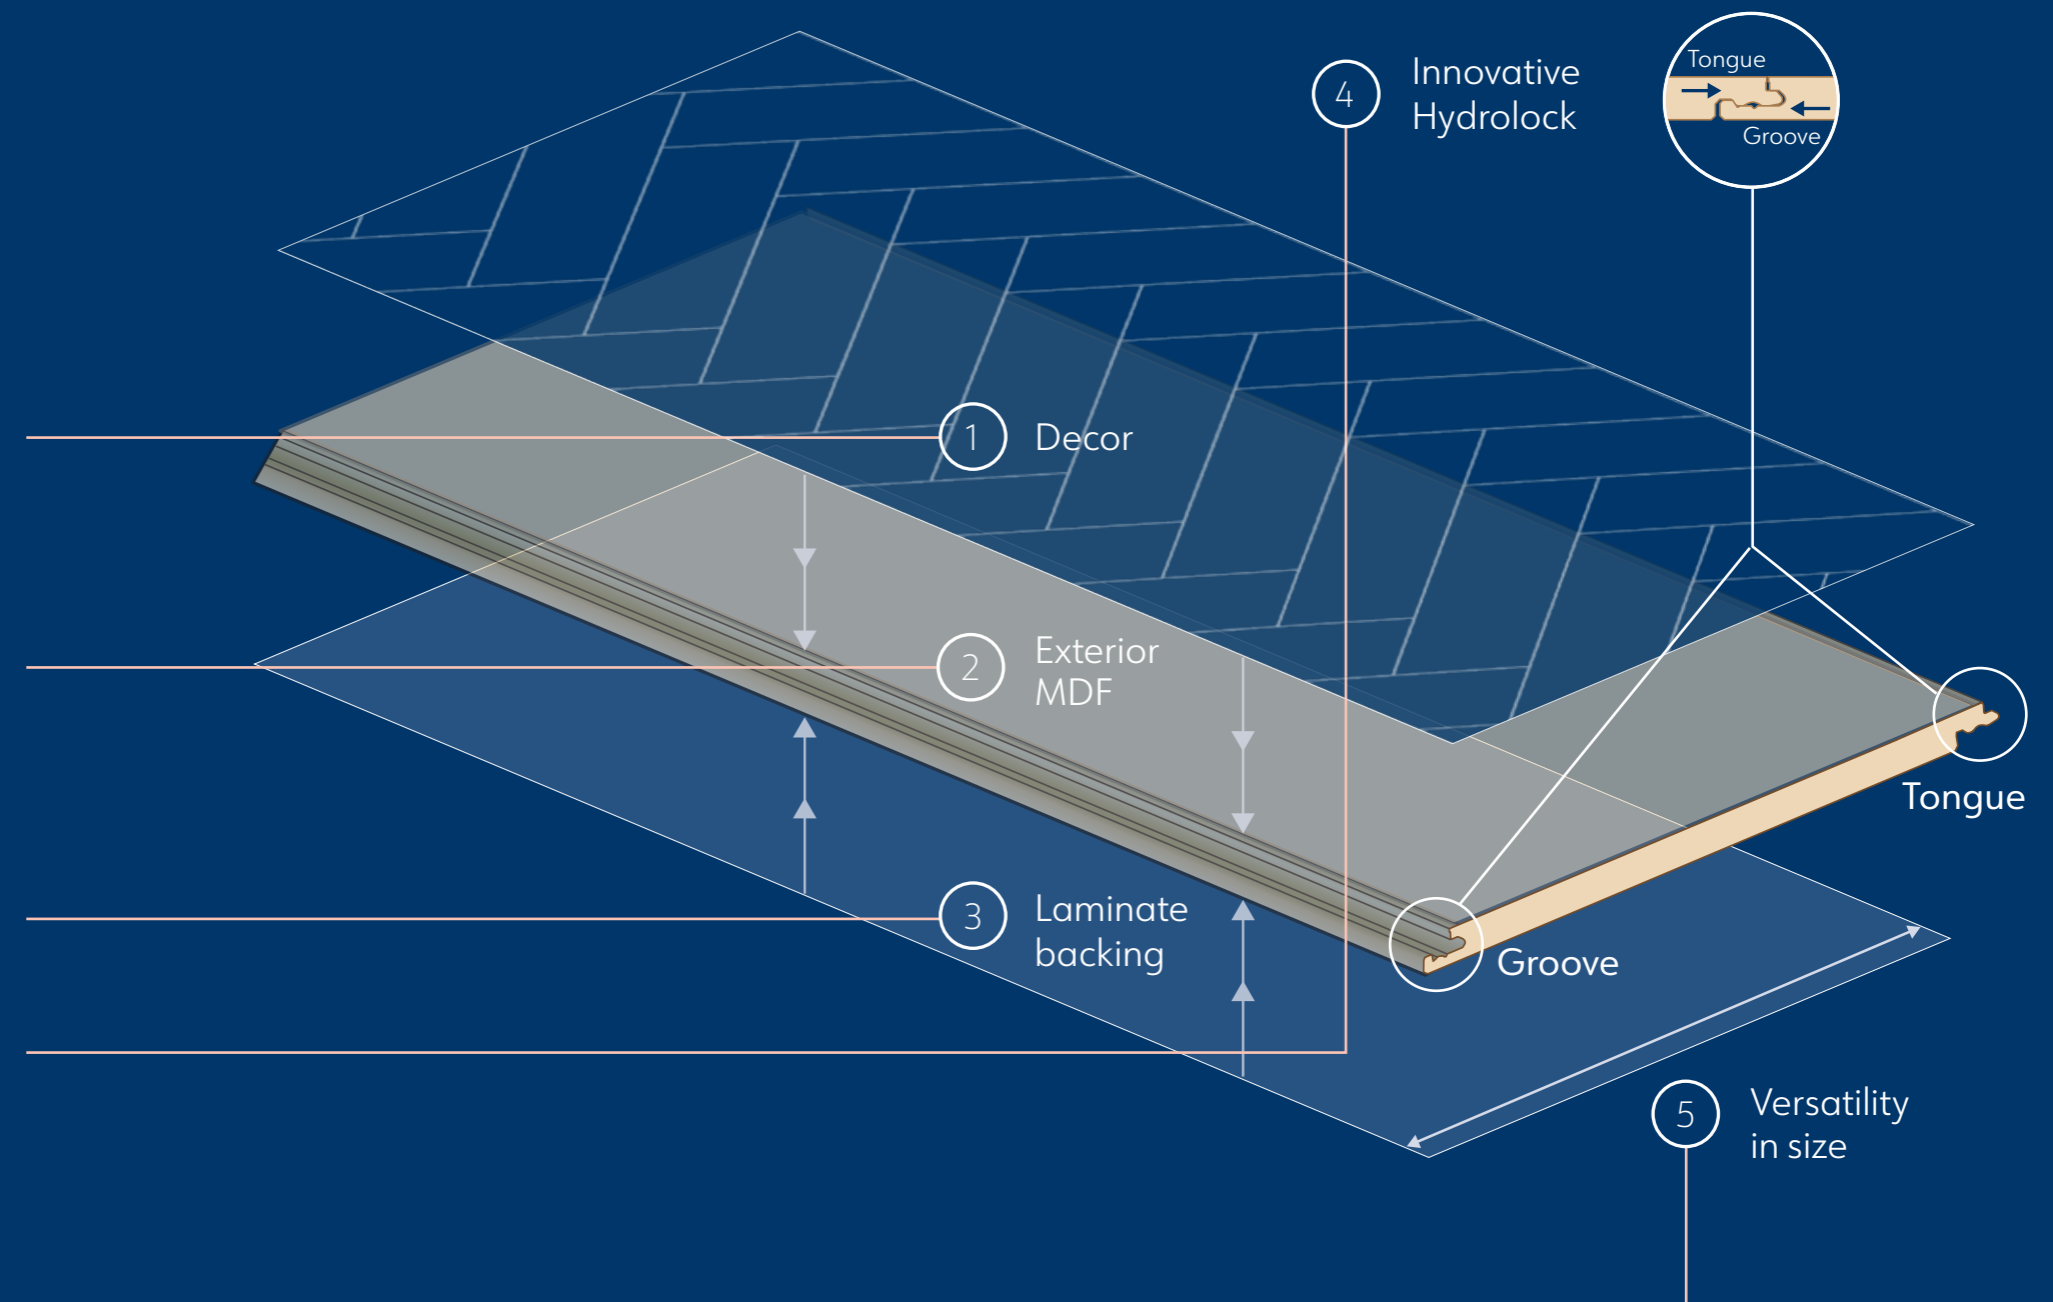 Tongue
Groove
4
Innovative
Hydrolock
1
Decor
2
Exterior
MDF
Tongue
3
Laminate
backing
Groove
5
Versatility
in size